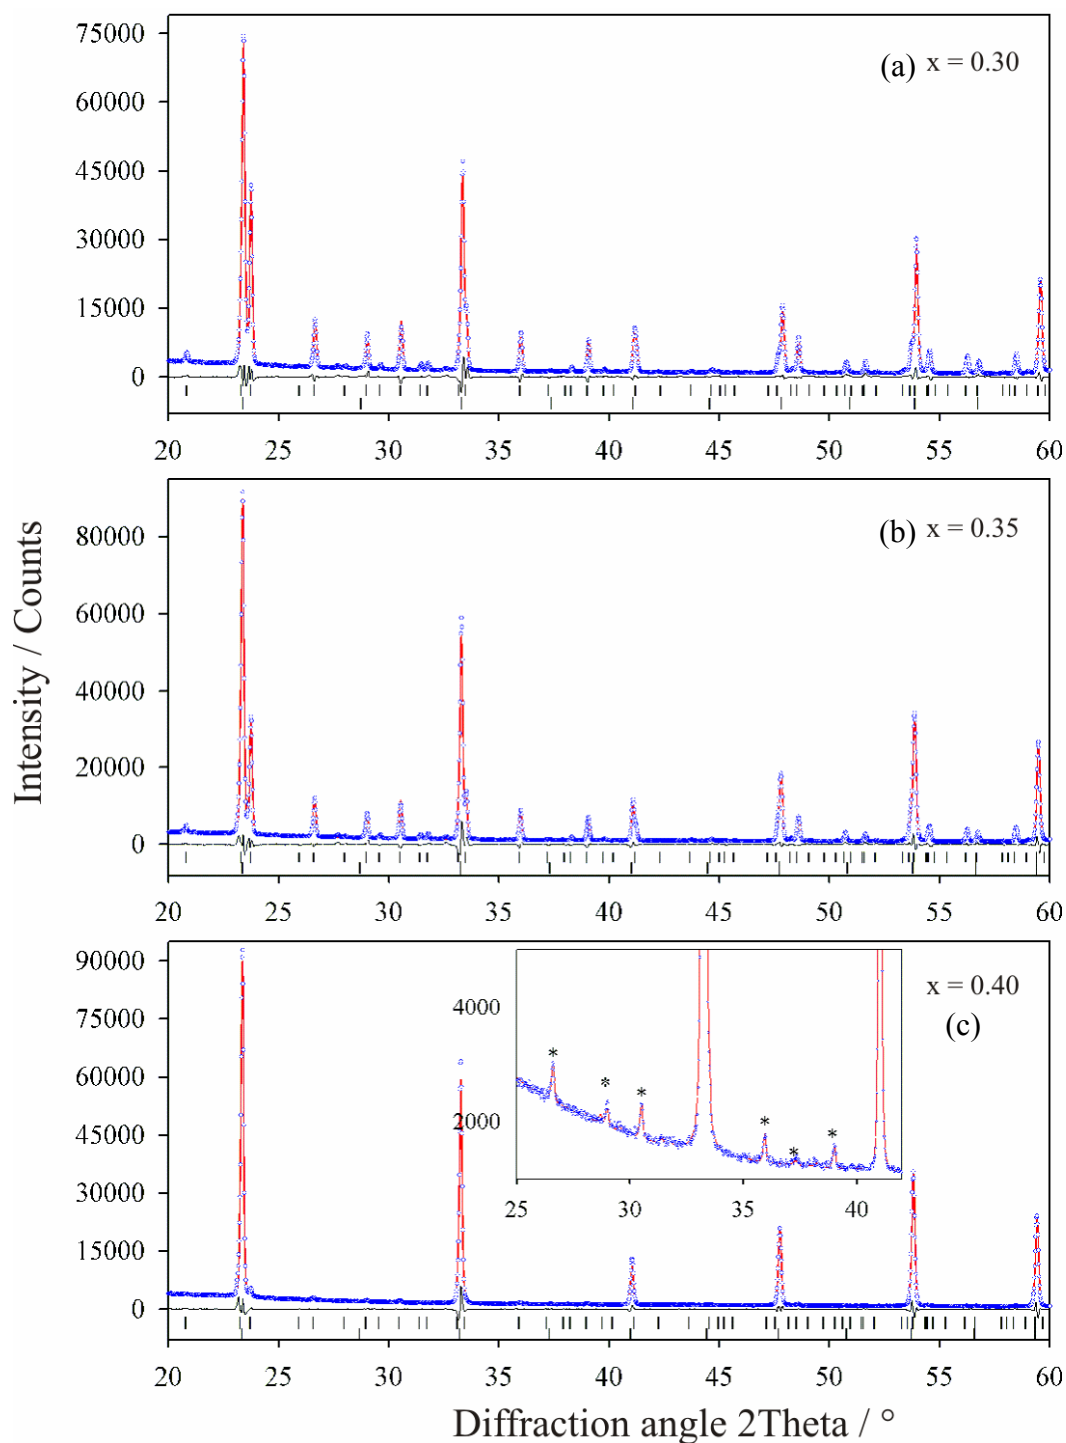 75000
(a) x = 0.30
60000
45000
30000
15000
0
20 25 30 35 40 45 50 55 60
(b) x = 0.35
80000
60000
40000
20000
0
20 25 30 35 40 45 50 55 60
90000
x = 0.40
(c)
75000
60000
45000
30000
15000
0
4000
2000
* * * * * *
25 30 35 40
20 25 30 35 40 45 50 55 60
Intensity / Counts
Diffraction angle 2Theta / °